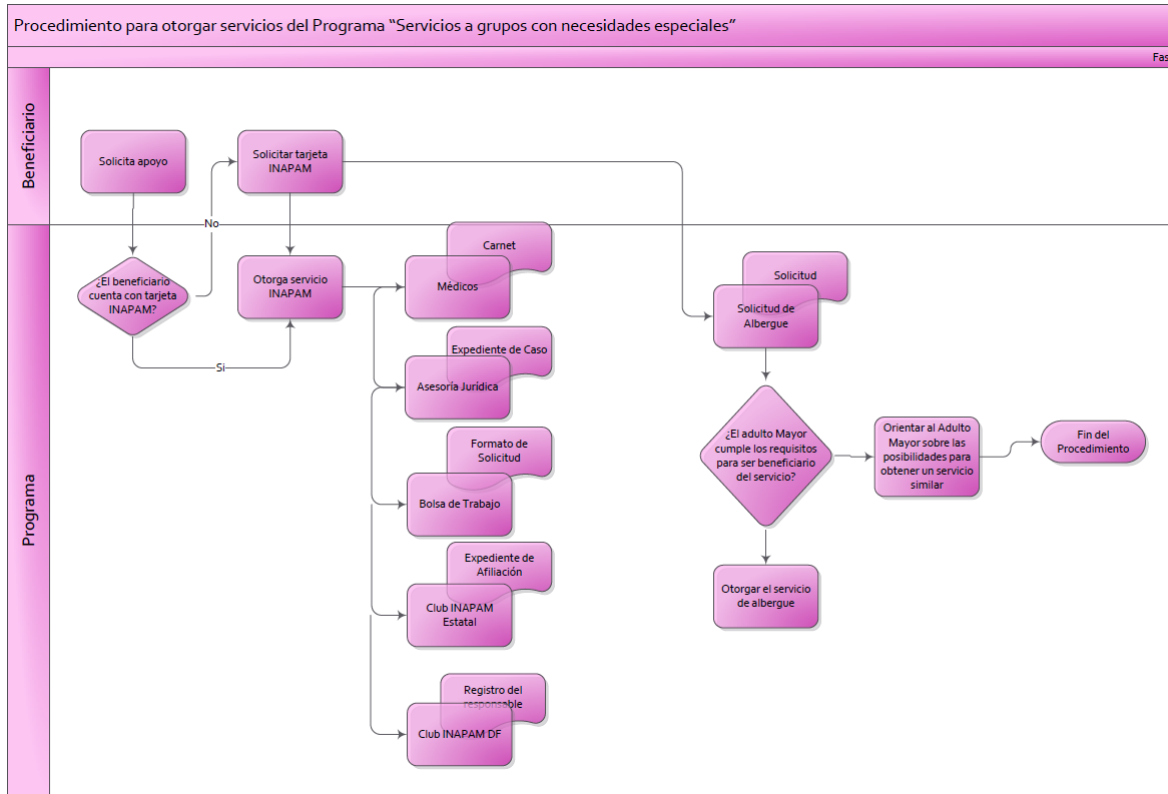 Procedimiento para otorgar servicios del Programa “Servicios a grupos con necesidades especiales”
Fas
Beneficiario
Solicita apoyo
Solicitar tarjeta
INAPAM
No
Programa
¿El beneficiario
cuenta con tarjeta
INAPAM?
Si
Otorga servicio
INAPAM
Carnet
Médicos
Expediente de Caso
Asesoría Jurídica
Formato de
Solicitud
Bolsa de Trabajo
Expediente de
Afiliación
Club INAPAM
Estatal
Registro del
responsable
Club INAPAM DF
Solicitud
Solicitud de
Albergue
¿El adulto Mayor
cumple los requisitos
para ser beneficiario
del servicio?
Orientar al Adulto
Mayor sobre las
posibilidades para
obtener un servicio
similar
Fin del
Procedimiento
Otorgar el servicio
de albergue